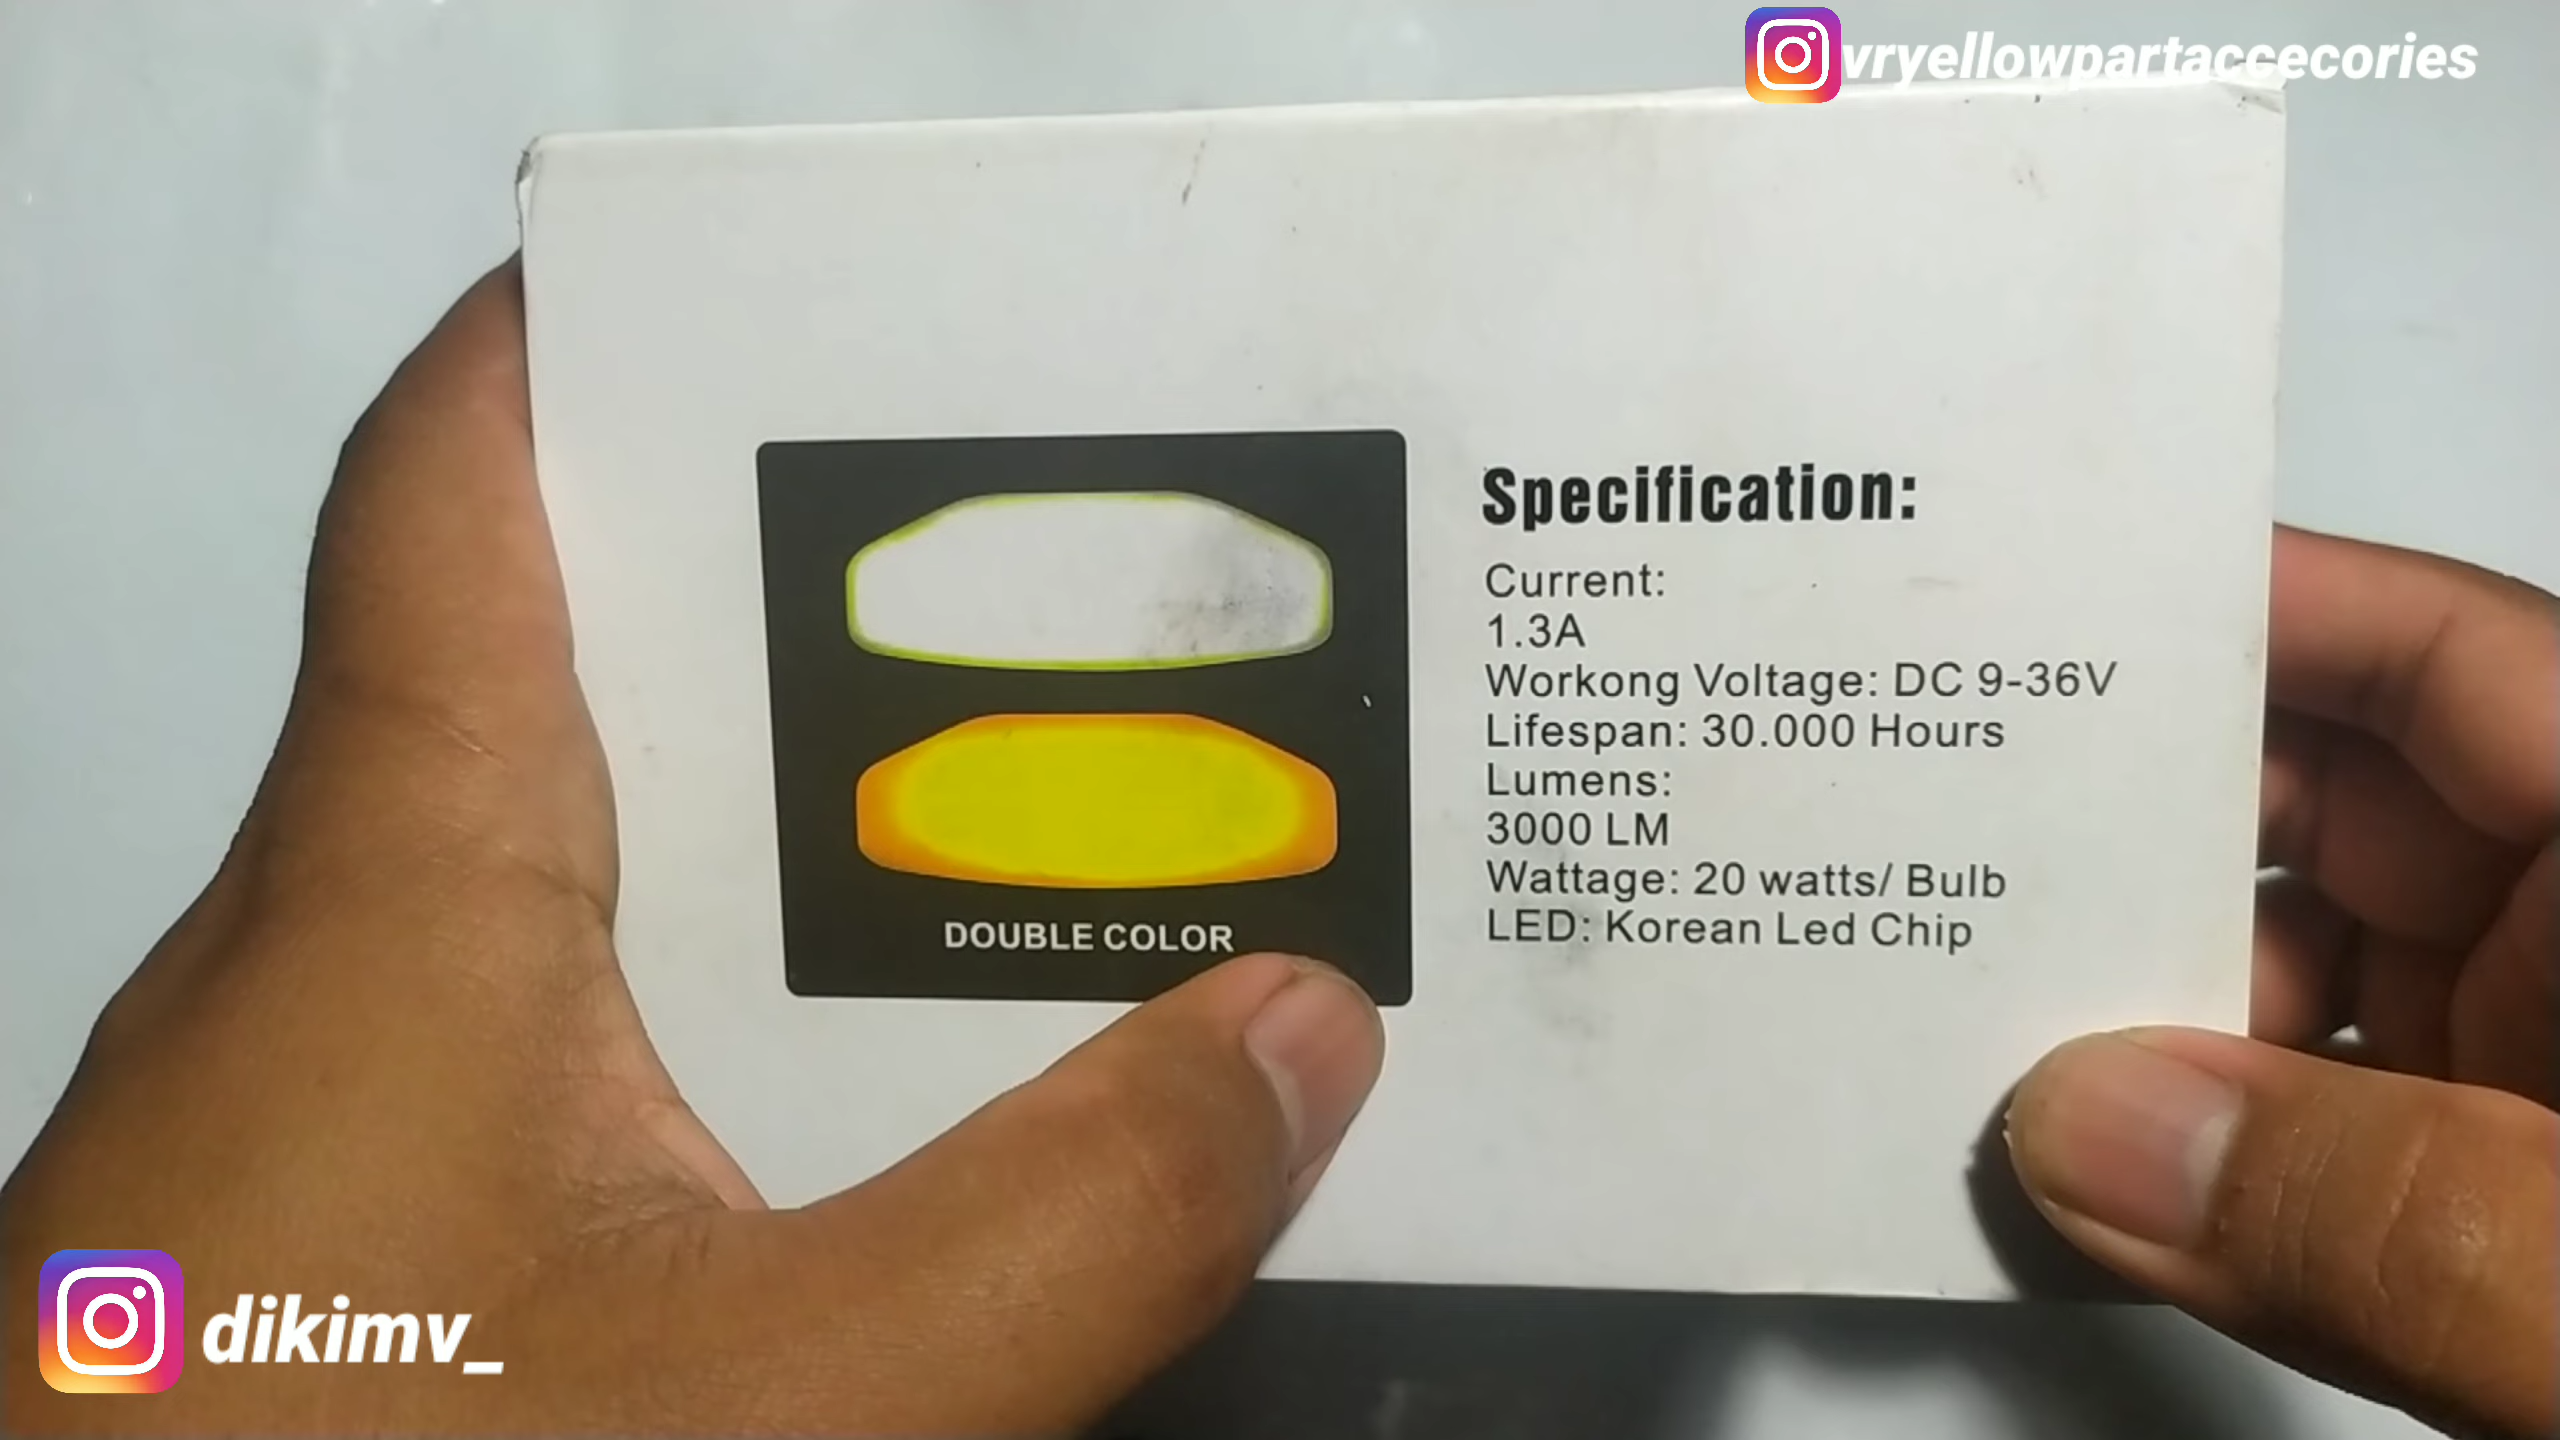 vryellowpartaccecories
Specification:
Current:
1.3A
Workong Voltage: DC 9-36V
Lifespan: 30.000 Hours
Lumens:
3000 LM
Wattage: 20 watts/ Bulb
LED: Korean Led Chip
DOUBLE COLOR
dikimv_